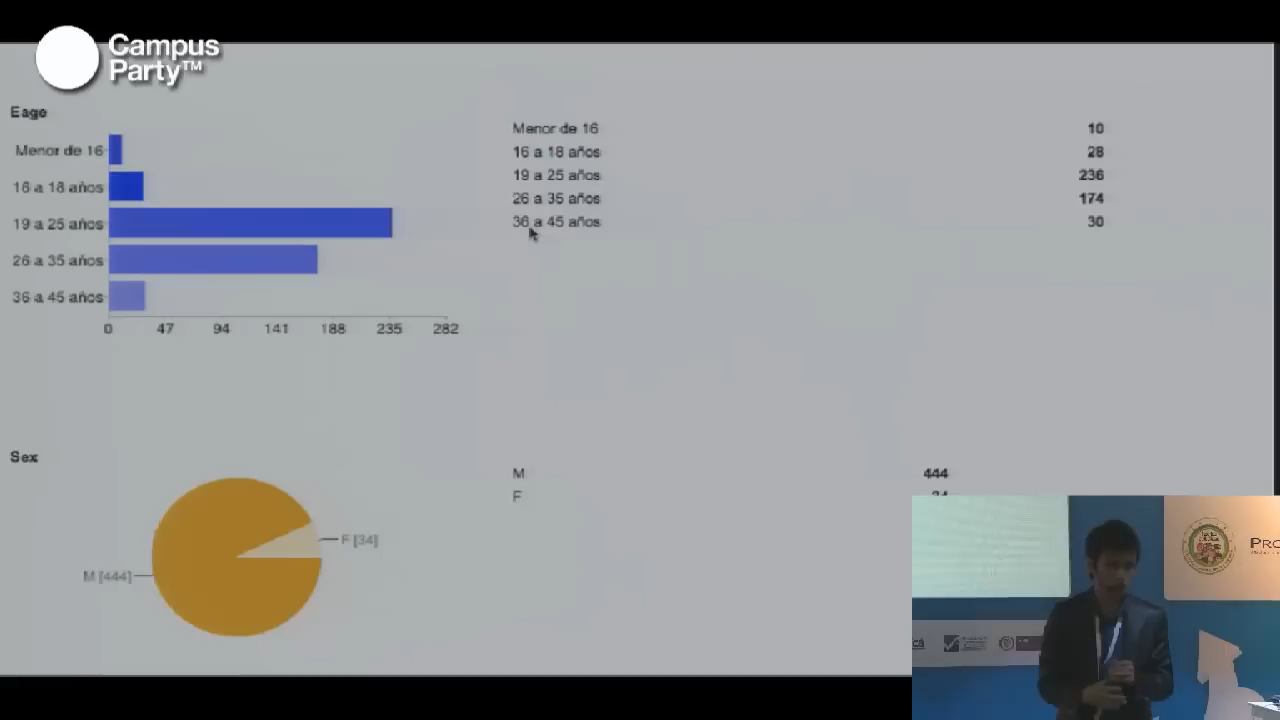 Campus
Party™
Eage
Menor de 16
16 a 18 años
19 a 25 años
26 a 35 años
36 a 45 años
0 47 94 141 188 235 282
Menor de 16 10
16 a 18 años 28
19 a 25 años 236
26 a 35 años 174
36 a 45 años 30
Sex
M [444]
F [34]
M 444
F